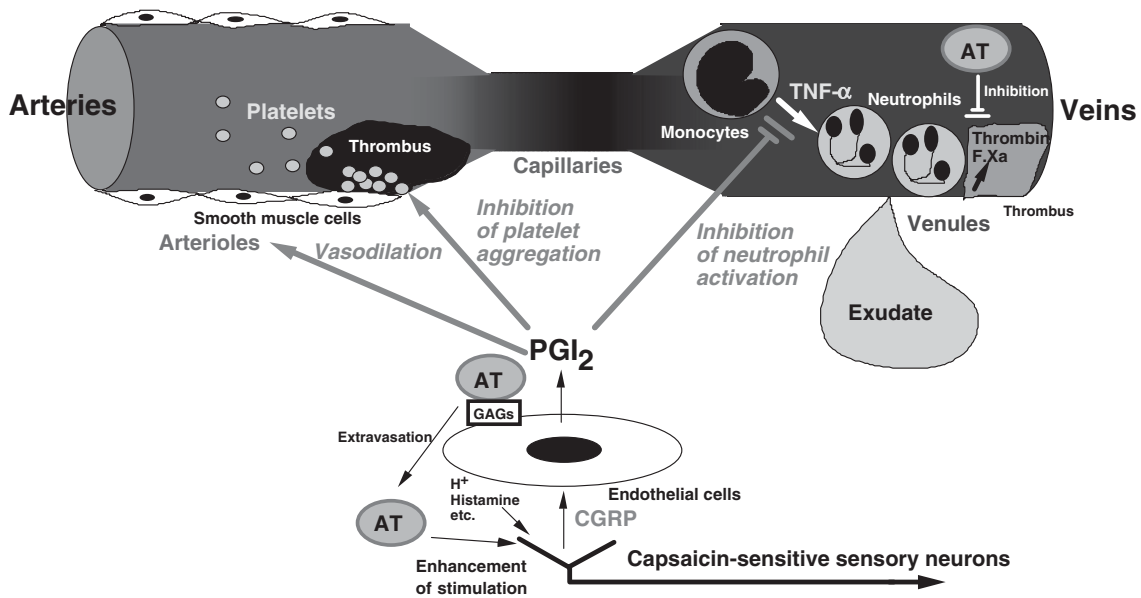 Arteries
Platelets
Thrombus
Smooth muscle cells
Arterioles
Vasodilation
Capillaries
Inhibition
of platelet
aggregation
Monocytes
TNF-α
Neutrophils
AT
Inhibition
Thrombin
F.Xa
Veins
Thrombus
Venules
Inhibition
of neutrophil
activation
Exudate
PGI2
AT
GAGs
Extravasation
H+
Histamine
etc.
Endothelial cells
CGRP
AT
Enhancement
of stimulation
Capsaicin-sensitive sensory neurons